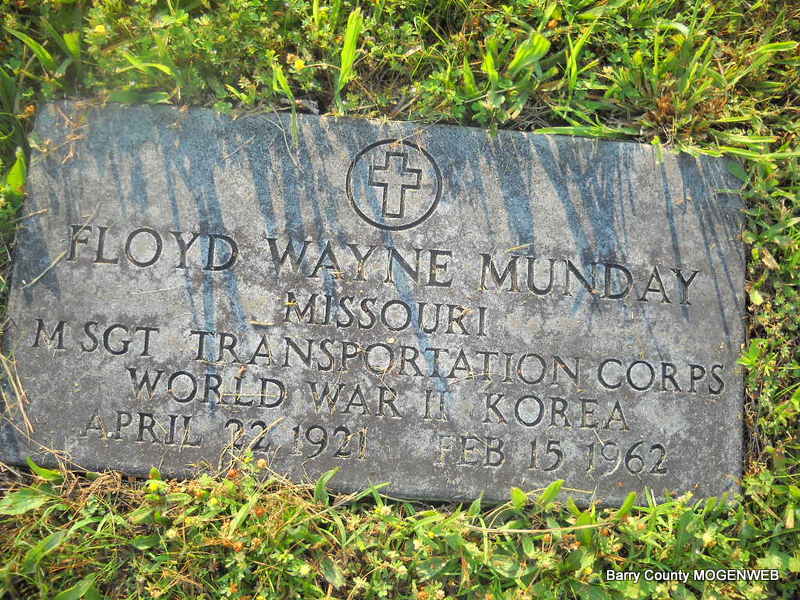 FLOYD WAYNE MUNDAY
MISSOURI
M SGT TRANSPORTATION CORPS
WORLD WAR II KOREA
APRIL 22 1921 FEB 15 1962
Barry County MOGENWEB